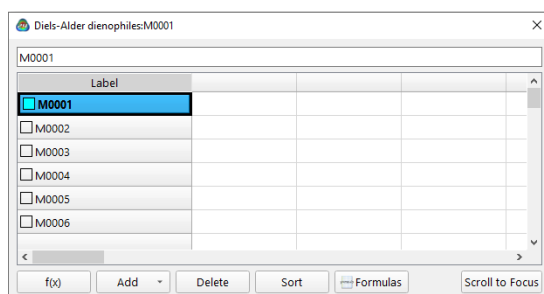 Diels-Alder dienophiles:M0001
M0001
Label
M0001
M0002
M0003
M0004
M0005
M0006
f(x) Add Delete Sort Formulas Scroll to Focus